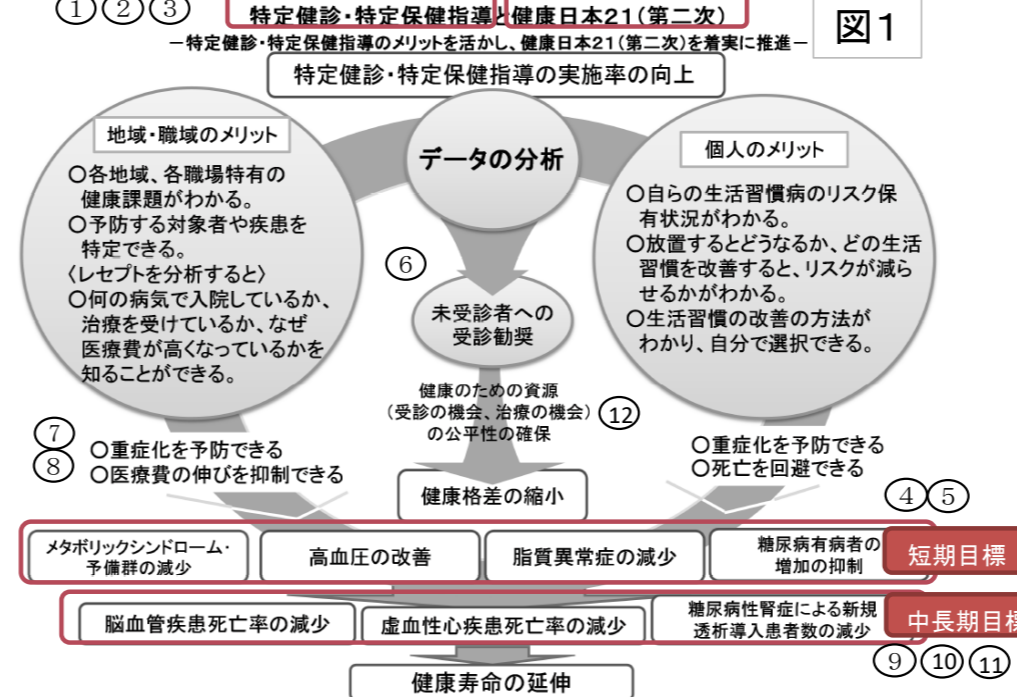 ① ② ③
特定健診・特定保健指導と健康日本21(第二次)
図1
－特定健診・特定保健指導のメリットを活かし、健康日本21(第二次)を着実に推進－
特定健診・特定保健指導の実施率の向上
地域・職域のメリット
○各地域、各職場特有の
健康課題がわかる。
○予防する対象者や疾患を
特定できる。
〈レセプトを分析すると〉
○何の病気で入院しているか、
治療を受けているか、なぜ
医療費が高くなっているかを
知ることができる。
データの分析
個人のメリット
○自らの生活習慣病のリスク保
有状況がわかる。
○放置するとどうなるか、どの生活
習慣を改善すると、リスクが減ら
せるかがわかる。
○生活習慣の改善の方法が
わかり、自分で選択できる。
⑥
未受診者への
受診勧奨
健康のための資源
(受診の機会、治療の機会)
の公平性の確保
⑫
⑦
⑧
○重症化を予防できる
○医療費の伸びを抑制できる
○重症化を予防できる
○死亡を回避できる
健康格差の縮小
④ ⑤
メタボリックシンドローム・
予備群の減少
高血圧の改善
脂質異常症の減少
糖尿病有病者の
増加の抑制
短期目標
脳血管疾患死亡率の減少
虚血性心疾患死亡率の減少
糖尿病性腎症による新規
透析導入患者数の減少
中長期目標
⑨ ⑩ ⑪
健康寿命の延伸